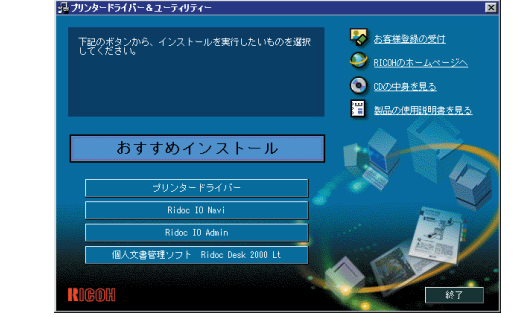 プリンタードライバー＆ユーティリティー
下記のボタンから、インストールを実行したいものを選択
してください。
お客様登録の受付
RICOHのホームページへ
CDの中身を見る
製品の使用説明書を見る
おすすめインストール
プリンタードライバー
Ridoc IO Navi
Ridoc IO Admin
個人文書管理ソフト　Ridoc Desk 2000 Lt
RICOH
終了